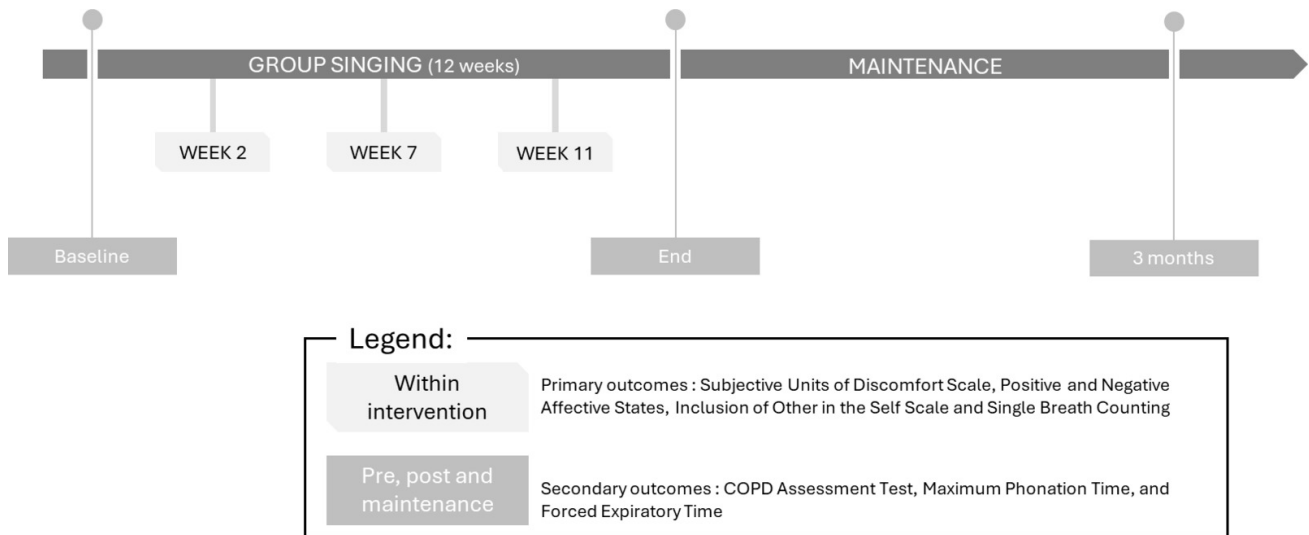 GROUP SINGING (12 weeks)
MAINTENANCE
WEEK 2
WEEK 7
WEEK 11
Baseline
End
3 months
Legend:
Within
intervention
Primary outcomes : Subjective Units of Discomfort Scale, Positive and Negative
Affective States, Inclusion of Other in the Self Scale and Single Breath Counting
Pre, post and
maintenance
Secondary outcomes : COPD Assessment Test, Maximum Phonation Time, and
Forced Expiratory Time